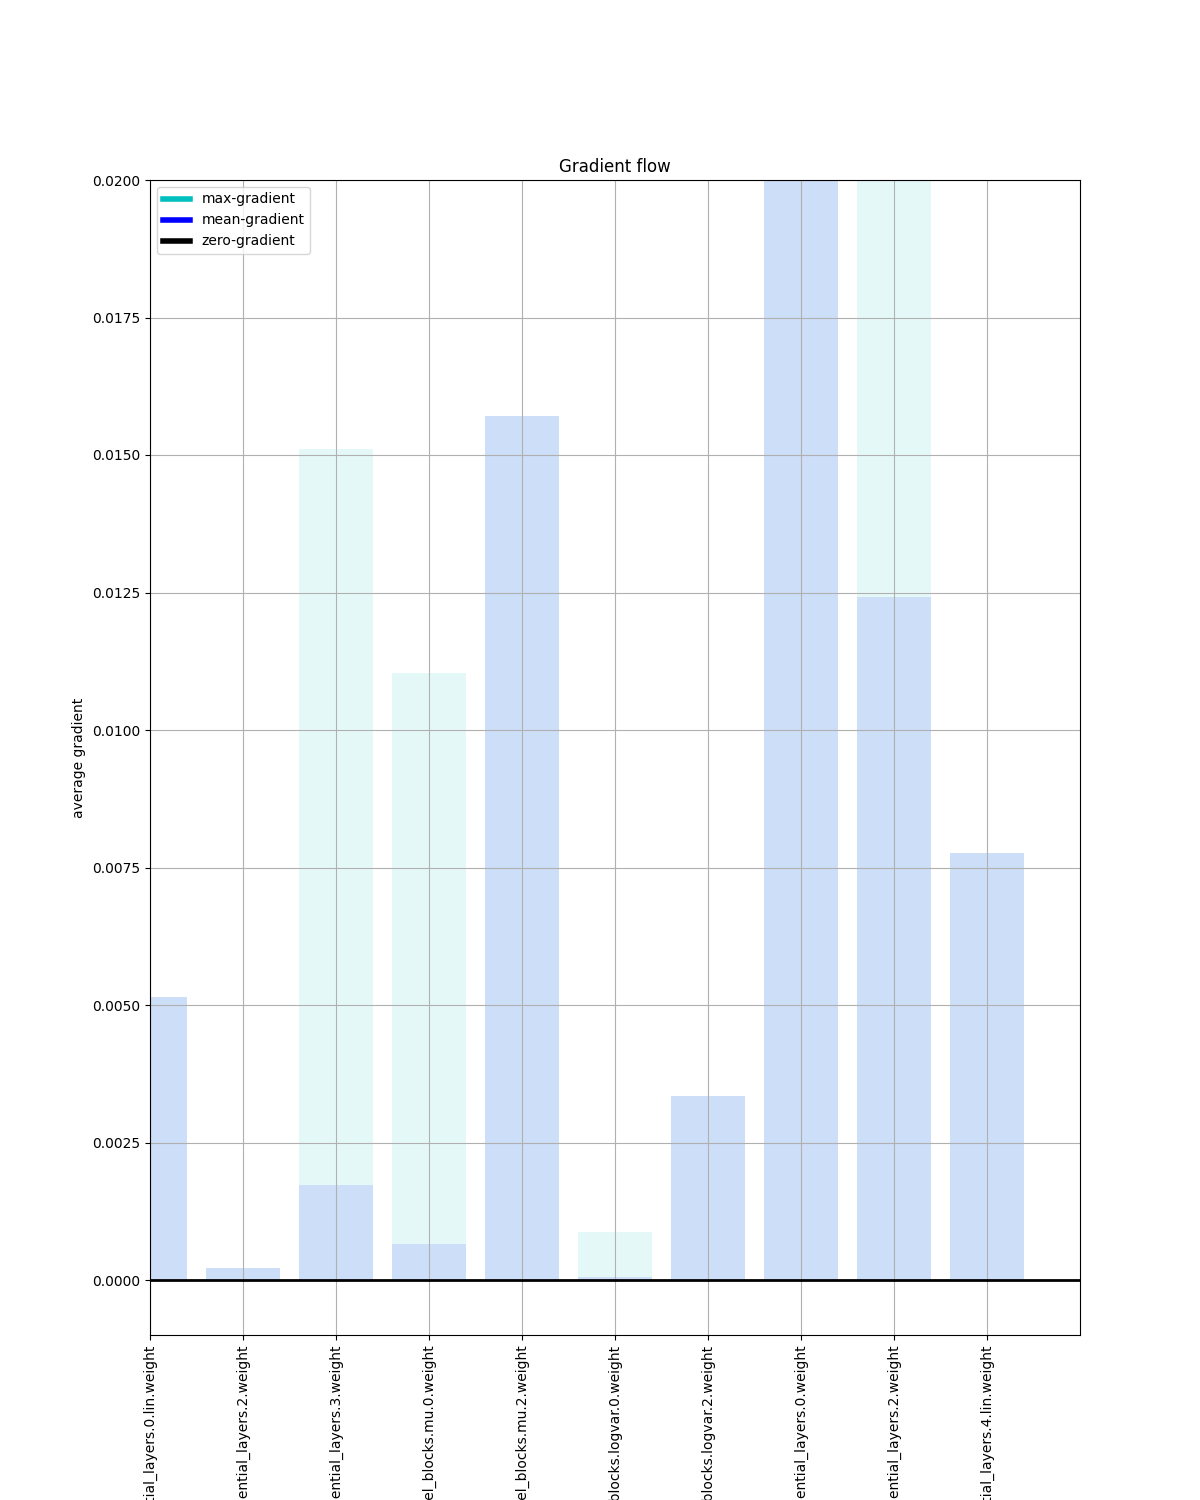 Gradient flow
max-gradient
mean-gradient
zero-gradient
average gradient
0.0200
0.0175
0.0150
0.0125
0.0100
0.0075
0.0050
0.0025
0.0000
tial_layers.0.lin.weight
ential_layers.2.weight
ential_layers.3.weight
el_blocks.mu.0.weight
el_blocks.mu.2.weight
blocks.logvar.0.weight
blocks.logvar.2.weight
ential_layers.0.weight
ential_layers.2.weight
tial_layers.4.lin.weight